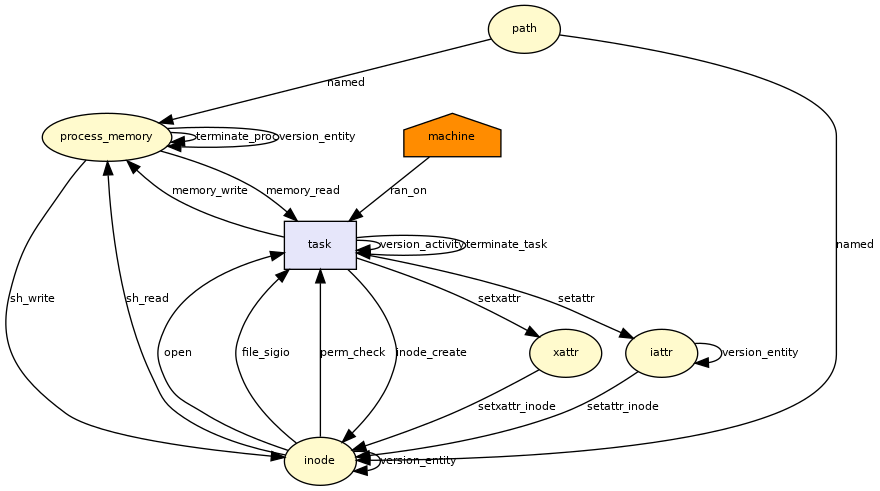 path
named
process_memory
terminate_proc
version_entity
machine
memory_write
memory_read
ran_on
task
version_activity
terminate_task
named
sh_write
sh_read
setxattr
setattr
open
file_sigio
perm_check
inode_create
xattr
iattr
version_entity
setxattr_inode
setattr_inode
inode
version_entity